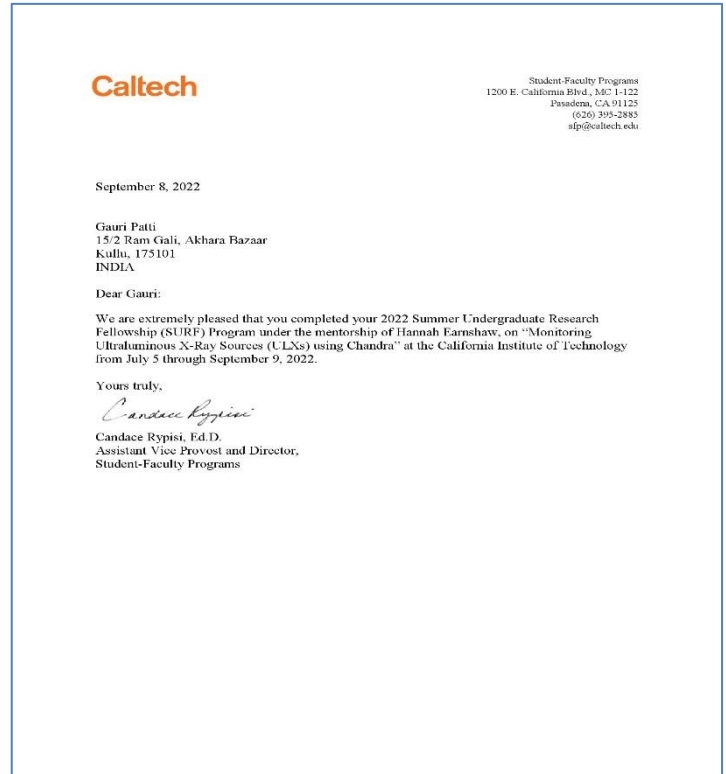 Caltech
Student-Faculty Programs
1200 E. California Blvd., MC 1-122
Pasadena, CA 91125
(626) 395-2885
sfp@caltech.edu
September 8, 2022
Gauri Patti
15/2 Ram Gali, Akhara Bazaar
Kullu, 175101
INDIA
Dear Gauri:
We are extremely pleased that you completed your 2022 Summer Undergraduate Research
Fellowship (SURF) Program under the mentorship of Hannah Earnshaw, on “Monitoring
Ultraluminous X-Ray Sources (ULXs) using Chandra” at the California Institute of Technology
from July 5 through September 9, 2022.
Yours truly,
Candace Rypisi
Candace Rypisi, Ed.D.
Assistant Vice Provost and Director,
Student-Faculty Programs